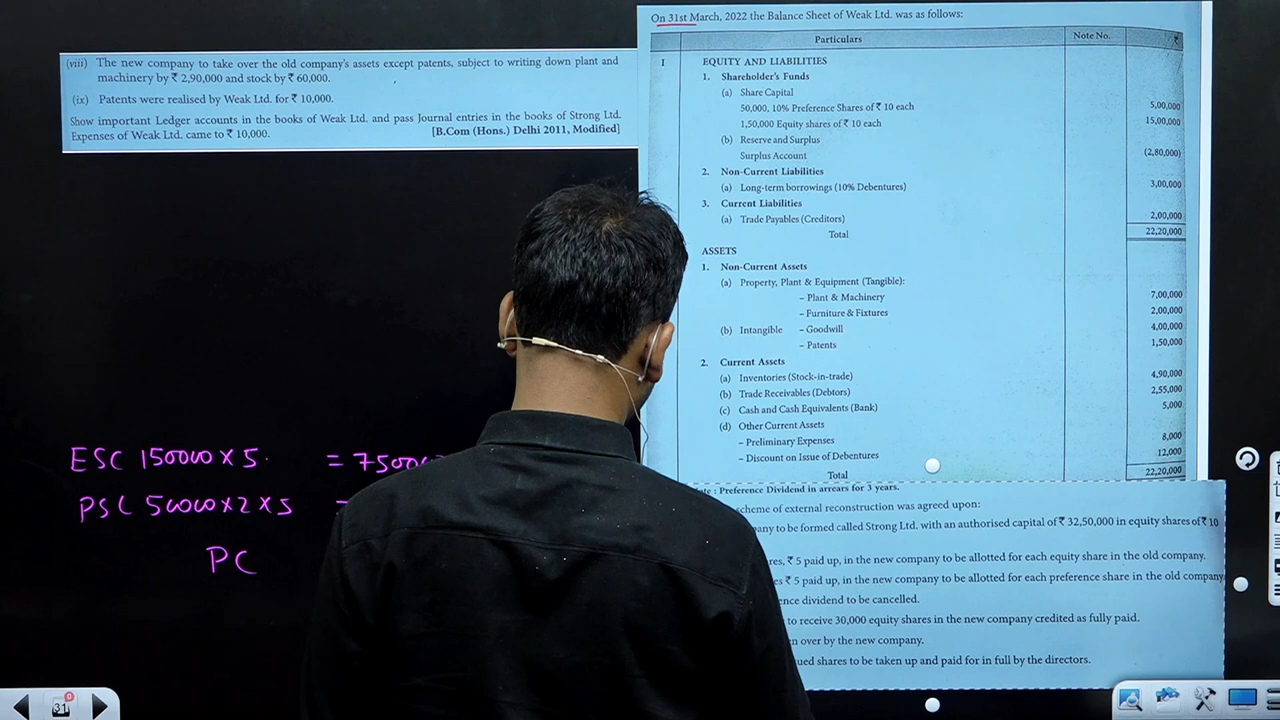 (viii) The new company to take over the old company's assets except patents, subject to writing down plant and
machinery by ₹ 2,90,000 and stock by ₹ 60,000.
(ix) Patents were realised by Weak Ltd. for ₹ 10,000.
Show important Ledger accounts in the books of Weak Ltd. and pass Journal entries in the books of Strong Ltd.
Expenses of Weak Ltd. came to ₹ 10,000. [B.Com (Hons.) Delhi 2011, Modified]
ESC 150000 X 5. =
PSC 50000 X 2 X 5
PC
On 31st March, 2022 the Balance Sheet of Weak Ltd. was as follows:
Particulars Note No. ₹
I EQUITY AND LIABILITIES
1. Shareholder's Funds
(a) Share Capital
50,000, 10% Preference Shares of ₹ 10 each 5,00,000
1,50,000 Equity shares of ₹ 10 each 15,00,000
(b) Reserve and Surplus
Surplus Account (2,80,000)
2. Non-Current Liabilities
(a) Long-term borrowings (10% Debentures) 3,00,000
3. Current Liabilities
(a) Trade Payables (Creditors) 2,00,000
Total 22,20,000
ASSETS
1. Non-Current Assets
(a) Property, Plant & Equipment (Tangible):
– Plant & Machinery 7,00,000
– Furniture & Fixtures 2,00,000
(b) Intangible – Goodwill 4,00,000
– Patents 1,50,000
2. Current Assets
(a) Inventories (Stock-in-trade) 4,90,000
(b) Trade Receivables (Debtors) 2,55,000
(c) Cash and Cash Equivalents (Bank) 5,000
(d) Other Current Assets
– Preliminary Expenses 8,000
– Discount on Issue of Debentures 12,000
Total 22,20,000
: Preference Dividend in arrears for 3 years.
scheme of external reconstruction was agreed upon:
to be formed called Strong Ltd. with an authorised capital of ₹ 32,50,000 in equity shares of ₹ 10
₹ 5 paid up, in the new company to be allotted for each equity share in the old company.
₹ 5 paid up, in the new company to be allotted for each preference share in the old company
dividend to be cancelled.
to receive 30,000 equity shares in the new company credited as fully paid.
over by the new company.
shares to be taken up and paid for in full by the directors.
31